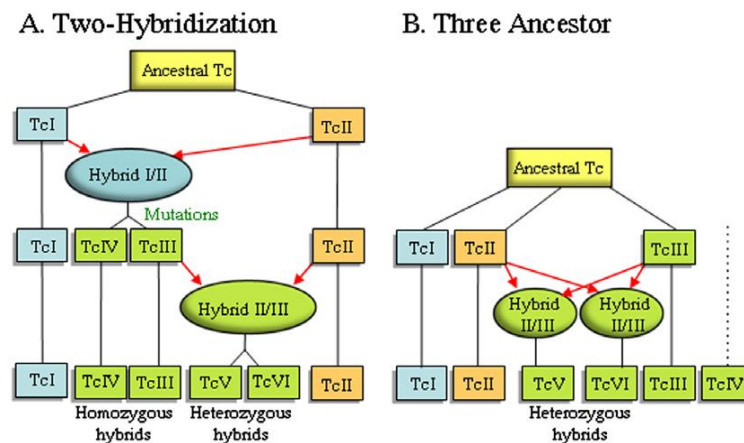 A. Two-Hybridization
Ancestral Tc
TcI
TcII
Hybrid I/II
Mutations
TcI
TcIV
TcIII
TcII
Hybrid II/III
TcI
TcIV
TcIII
TcV
TcVI
TcII
Homozygous
hybrids
Heterozygous
hybrids
B. Three Ancestor
Ancestral Tc
TcI
TcII
TcIII
Hybrid
II/III
Hybrid
II/III
TcI
TcII
TcV
TcVI
TcIII
TcIV
Heterozygous
hybrids